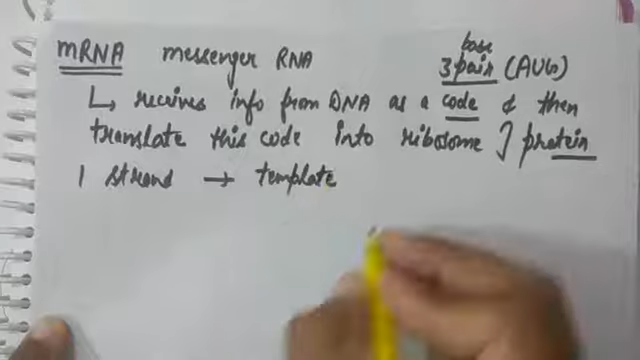 mRNA messenger RNA 3 base pair (AUG)
↳ receives info from DNA as a code & then
translate this code into ribosome } protein
1 strand → template